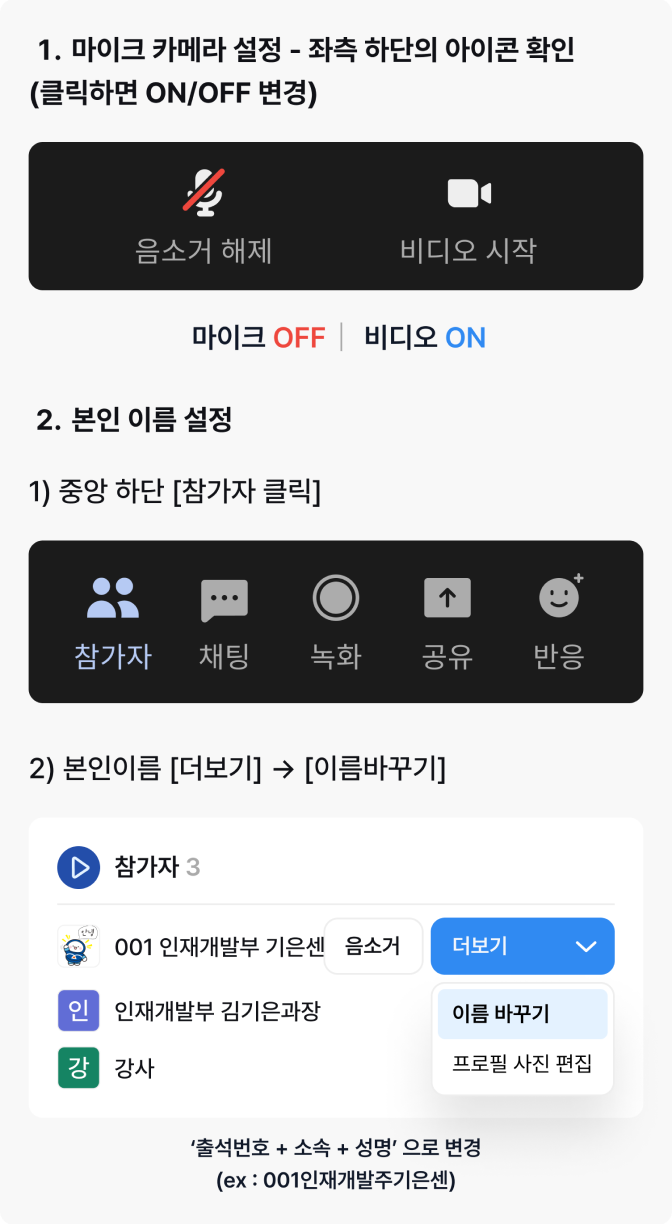 1. 마이크 카메라 설정 - 좌측 하단의 아이콘 확인
(클릭하면 ON/OFF 변경)
음소거 해제 비디오 시작
마이크 OFF | 비디오 ON
2. 본인 이름 설정
1) 중앙 하단 [참가자 클릭]
참가자 채팅 녹화 공유 반응
2) 본인이름 [더보기] → [이름바꾸기]
참가자 3
안녕
001 인재개발부 기은센 음소거 더보기
이름 바꾸기
인 인재개발부 김기은과장
프로필 사진 편집
강 강사
‘출석번호 + 소속 + 성명’ 으로 변경
(ex : 001인재개발주기은센)